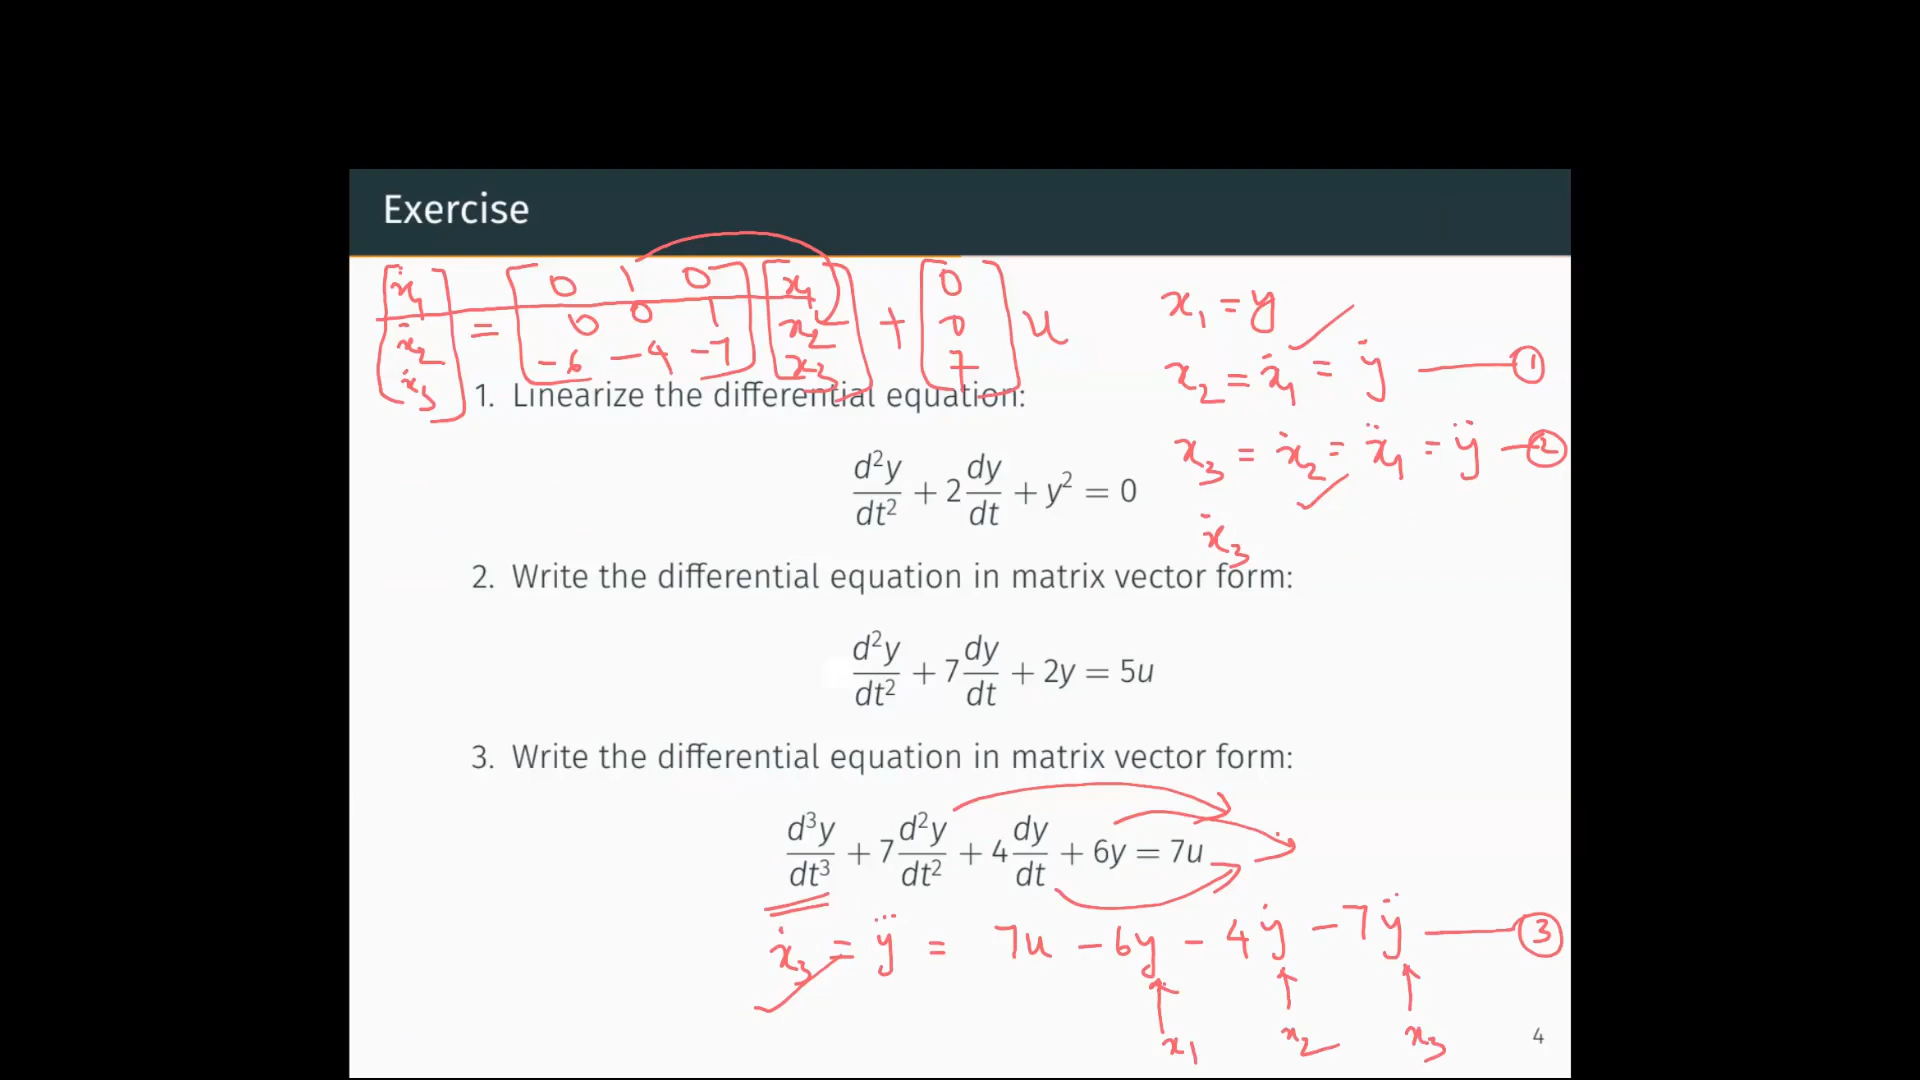 Exercise
[ẋ₁ ẋ₂ ẋ₃] = [0 1 0; 0 0 1; -6 -4 -7] [x₁ x₂ x₃] + [0 0 7] u
x₁ = y
x₂ = ẋ₁ = ẏ — ①
x₃ = ẋ₂ = ẍ₁ = ÿ — ②
ẋ₃
1. Linearize the differential equation:
d²y/dt² + 2 dy/dt + y² = 0
2. Write the differential equation in matrix vector form:
d²y/dt² + 7 dy/dt + 2y = 5u
3. Write the differential equation in matrix vector form:
d³y/dt³ + 7 d²y/dt² + 4 dy/dt + 6y = 7u
ẋ₃ = y⃛ = 7u - 6y - 4ẏ - 7ÿ — ③
x₁ x₂ x₃
4